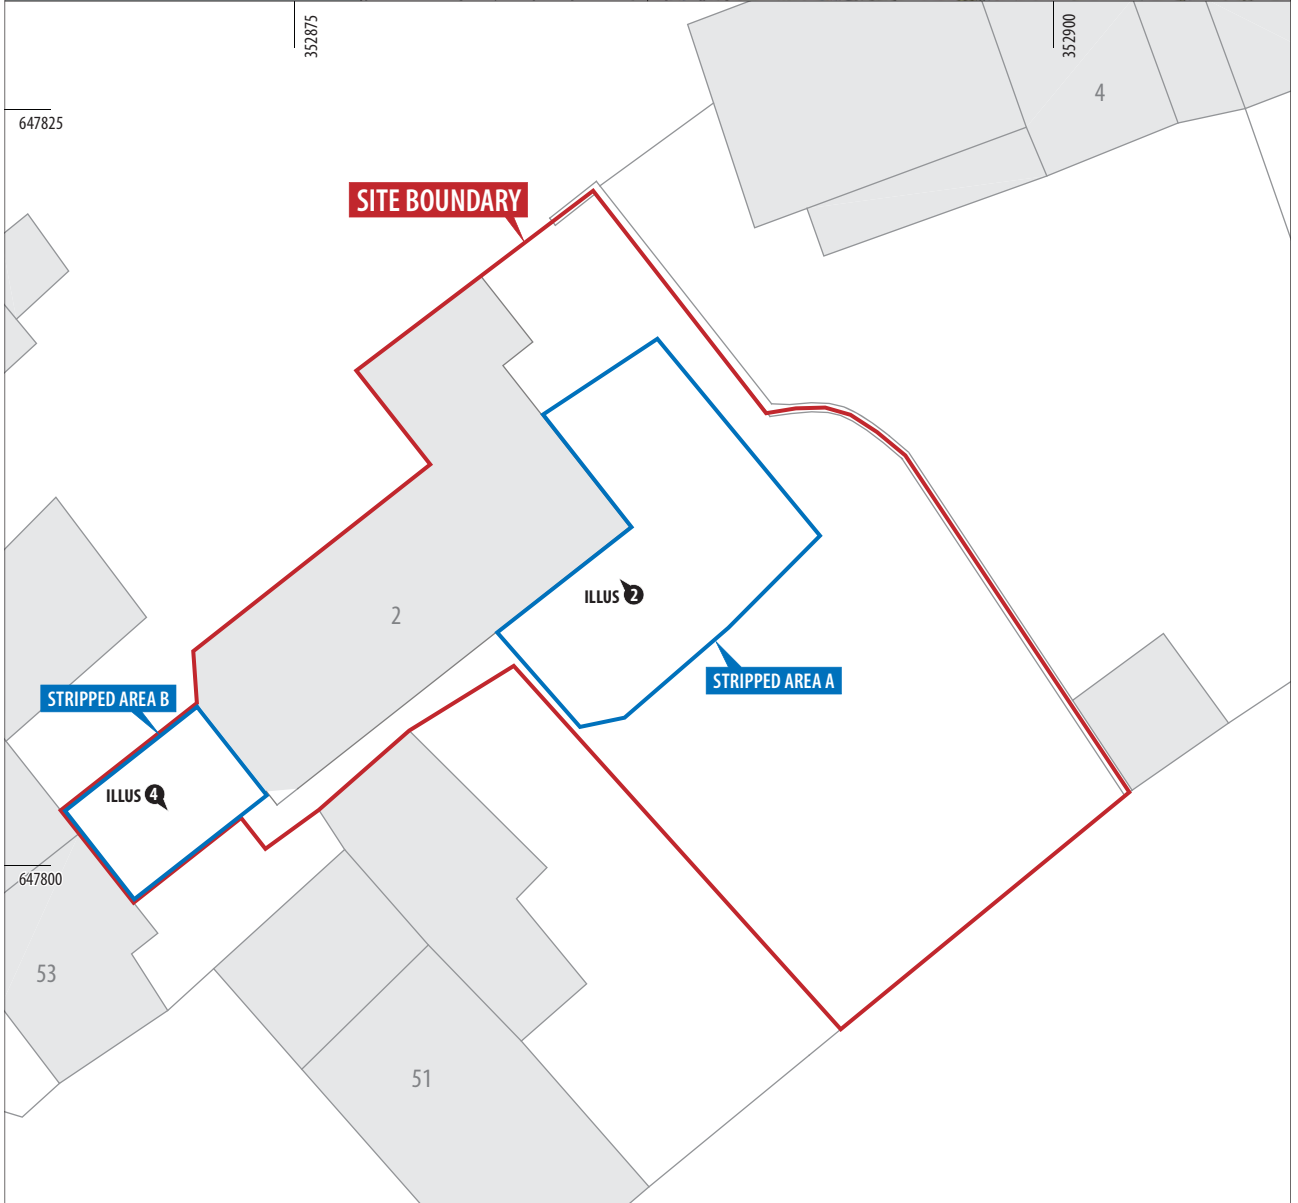 352875
352900
4
647825
SITE BOUNDARY
ILLUS 2
2
STRIPPED AREA A
STRIPPED AREA B
ILLUS 4
647800
53
51